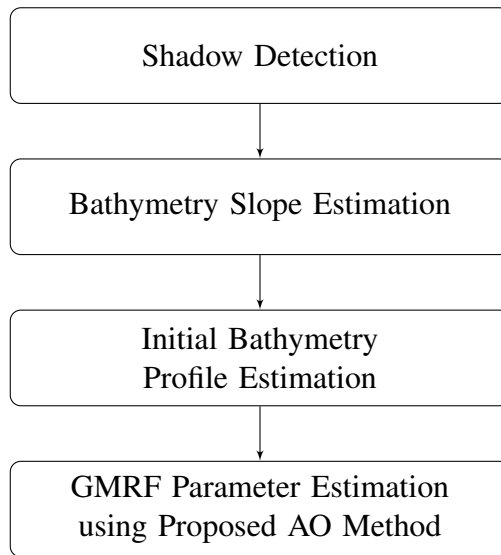 Shadow Detection
Bathymetry Slope Estimation
Initial Bathymetry
Profile Estimation
GMRF Parameter Estimation
using Proposed AO Method